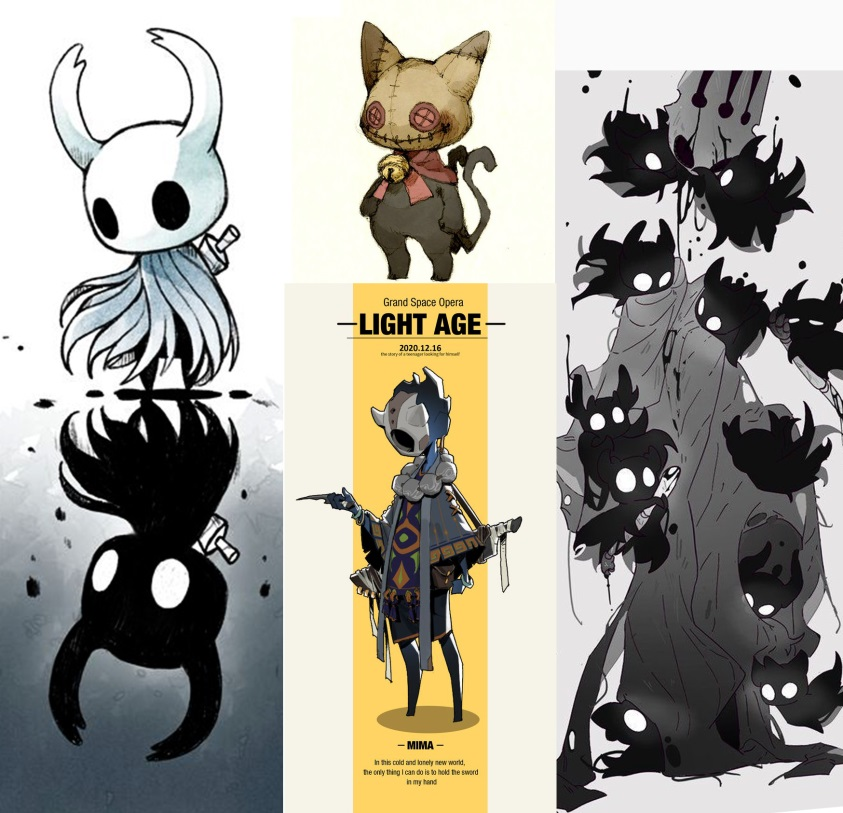 Grand Space Opera
LIGHT AGE
2020.12.16
the story of a teenager looking for himself
MIMA
In this cold and lonely new world,
the only thing I can do is to hold the sword
in my hand